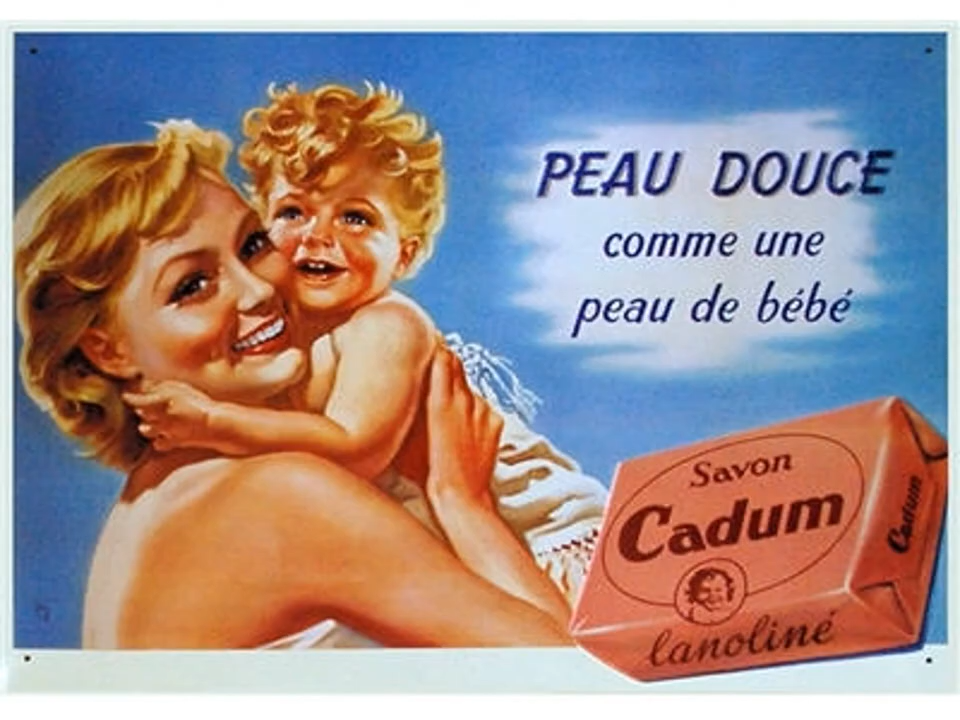 PEAU DOUCE
comme une
peau de bébé
Savon
Cadum
Cadum
lanoliné